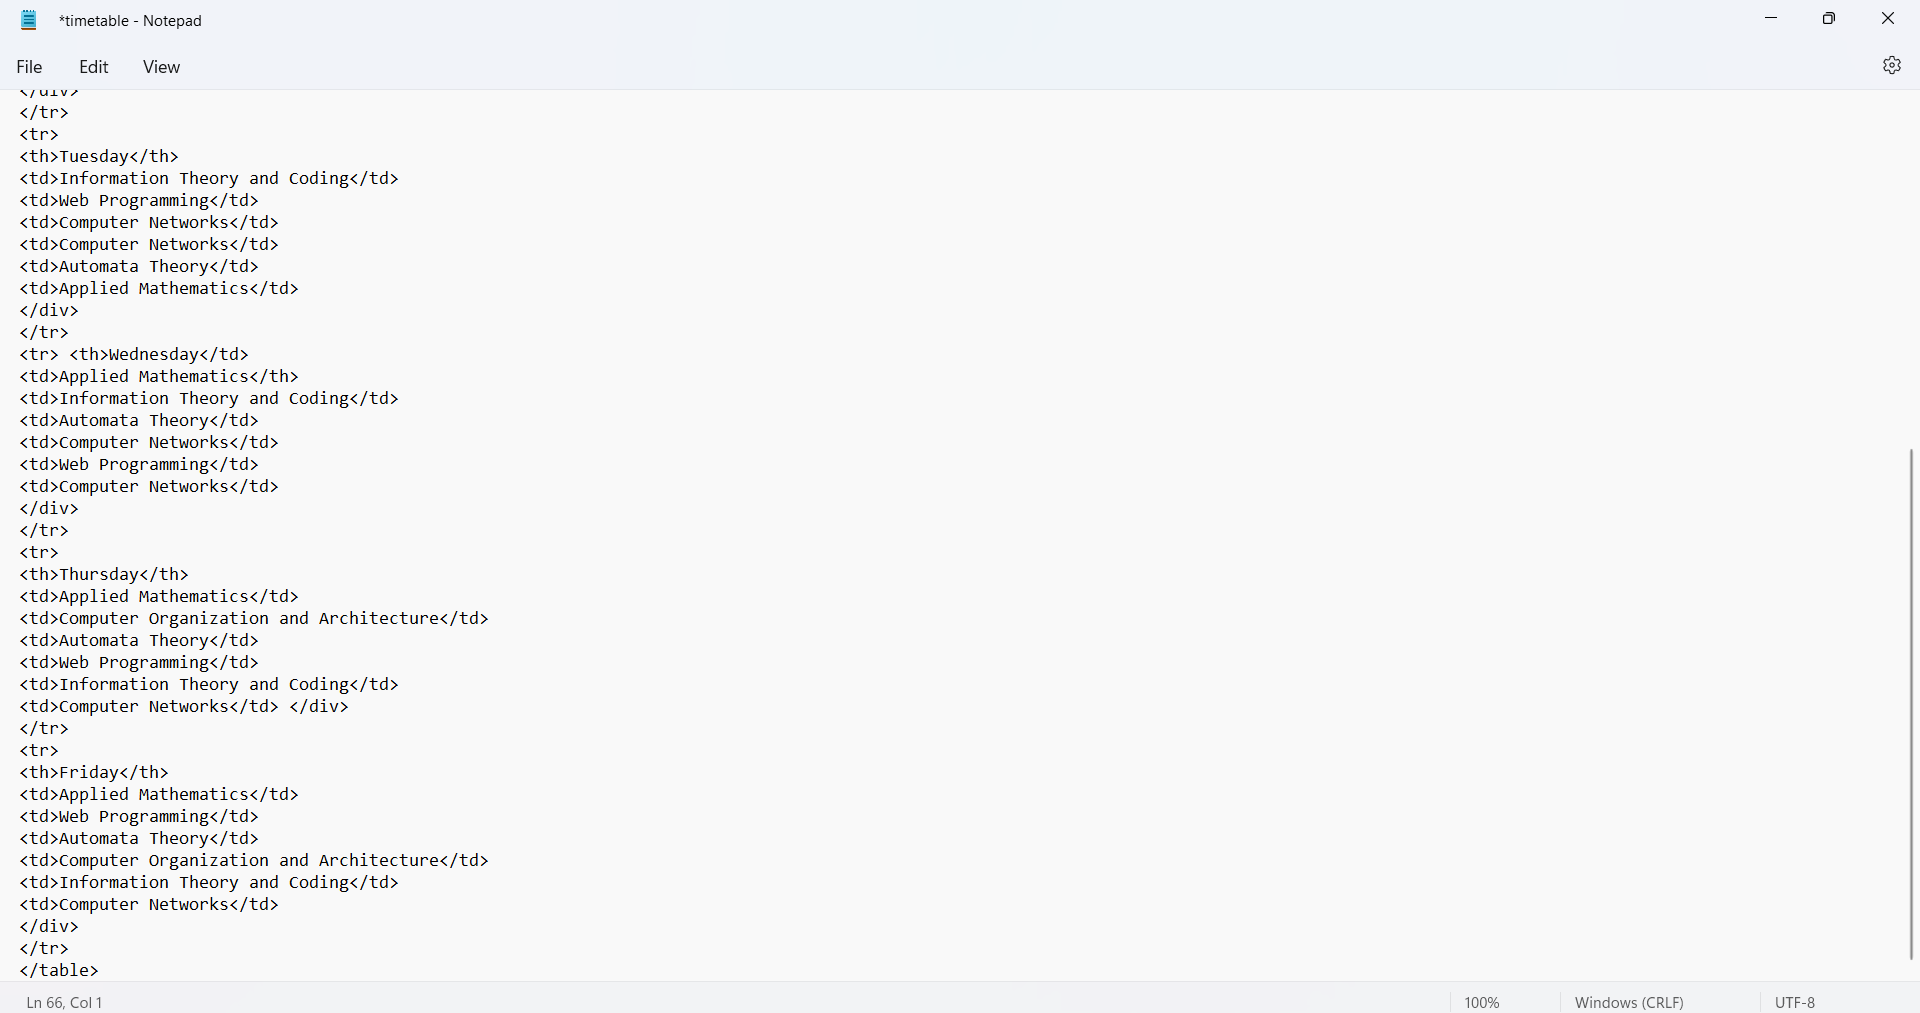 *timetable - Notepad
File Edit View
</div>
</tr>
<tr>
<th>Tuesday</th>
<td>Information Theory and Coding</td>
<td>Web Programming</td>
<td>Computer Networks</td>
<td>Computer Networks</td>
<td>Automata Theory</td>
<td>Applied Mathematics</td>
</div>
</tr>
<tr> <th>Wednesday</td>
<td>Applied Mathematics</th>
<td>Information Theory and Coding</td>
<td>Automata Theory</td>
<td>Computer Networks</td>
<td>Web Programming</td>
<td>Computer Networks</td>
</div>
</tr>
<tr>
<th>Thursday</th>
<td>Applied Mathematics</td>
<td>Computer Organization and Architecture</td>
<td>Automata Theory</td>
<td>Web Programming</td>
<td>Information Theory and Coding</td>
<td>Computer Networks</td> </div>
</tr>
<tr>
<th>Friday</th>
<td>Applied Mathematics</td>
<td>Web Programming</td>
<td>Automata Theory</td>
<td>Computer Organization and Architecture</td>
<td>Information Theory and Coding</td>
<td>Computer Networks</td>
</div>
</tr>
</table>
Ln 66, Col 1 100% Windows (CRLF) UTF-8